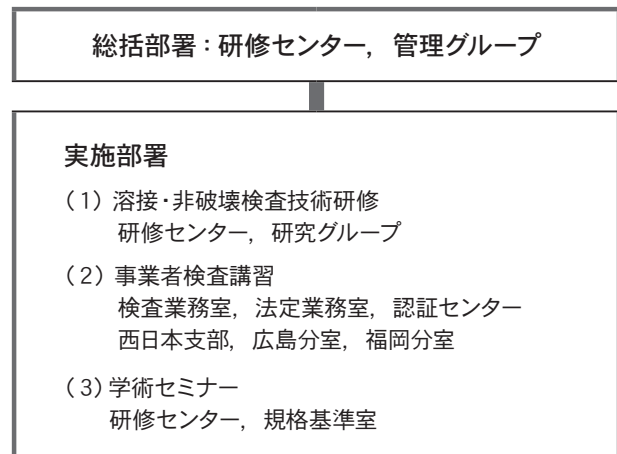 総括部署：研修センター，管理グループ
実施部署
（1）溶接・非破壊検査技術研修
研修センター，研究グループ
（2）事業者検査講習
検査業務室，法定業務室，認証センター
西日本支部，広島分室，福岡分室
（3）学術セミナー
研修センター，規格基準室